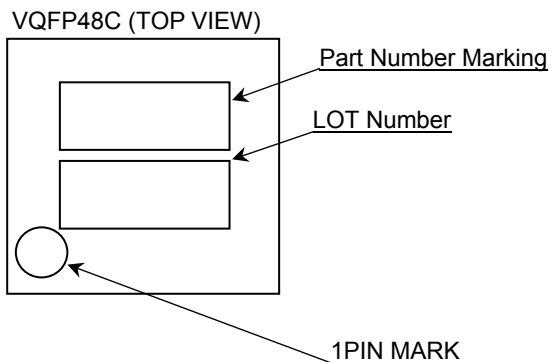 VQFP48C (TOP VIEW)
Part Number Marking
LOT Number
1PIN MARK